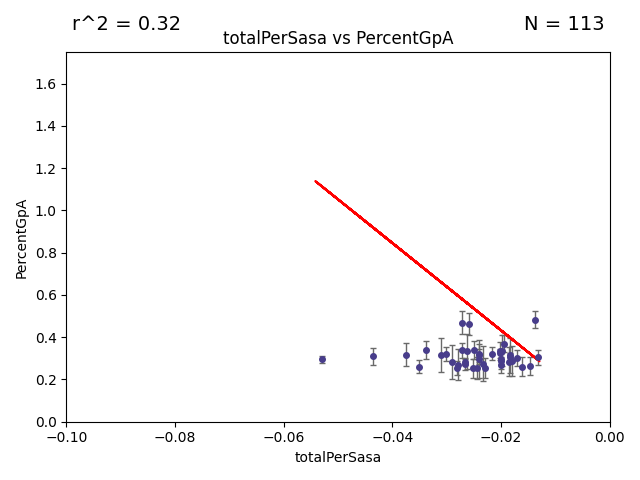 r^2 = 0.32
N = 113
totalPerSasa vs PercentGpA
PercentGpA
1.6
1.4
1.2
1.0
0.8
0.6
0.4
0.2
0.0
−0.10 −0.08 −0.06 −0.04 −0.02 0.00
totalPerSasa